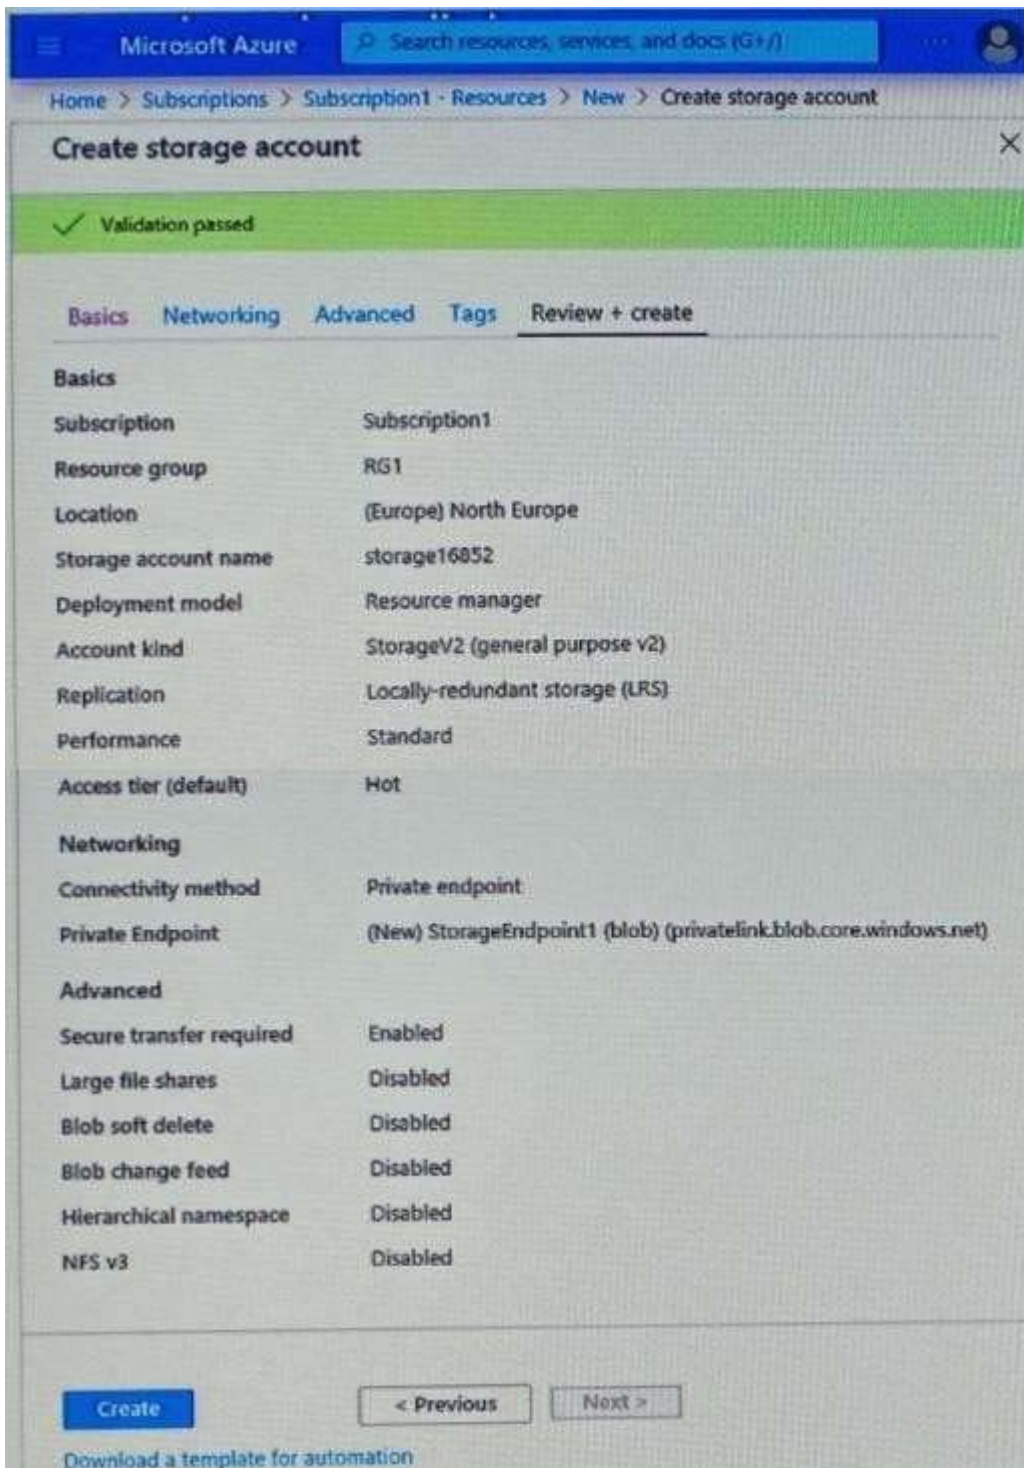 Microsoft Azure
Search resources, services, and docs (G+/)
Home > Subscriptions > Subscription1 - Resources > New > Create storage account
Create storage account
Validation passed
Basics Networking Advanced Tags Review + create
Basics
Subscription Subscription1
Resource group RG1
Location (Europe) North Europe
Storage account name storage16852
Deployment model Resource manager
Account kind StorageV2 (general purpose v2)
Replication Locally-redundant storage (LRS)
Performance Standard
Access tier (default) Hot
Networking
Connectivity method Private endpoint
Private Endpoint (New) StorageEndpoint1 (blob) (privatelink.blob.core.windows.net)
Advanced
Secure transfer required Enabled
Large file shares Disabled
Blob soft delete Disabled
Blob change feed Disabled
Hierarchical namespace Disabled
NFS v3 Disabled
Create < Previous Next >
Download a template for automation